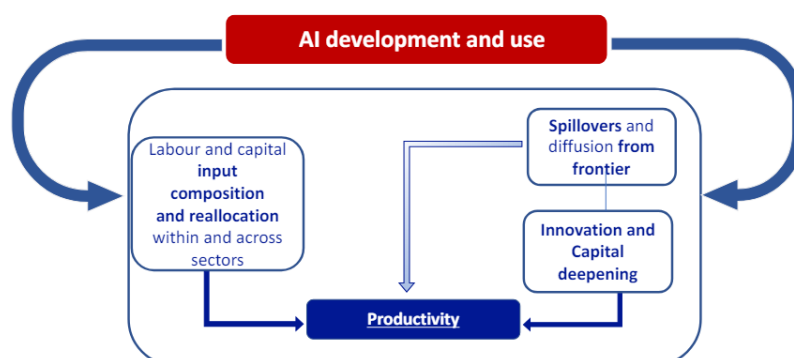 AI development and use
Labour and capital
input
composition
and reallocation
within and across
sectors
Spillovers and
diffusion from
frontier
Innovation and
Capital
deepening
Productivity